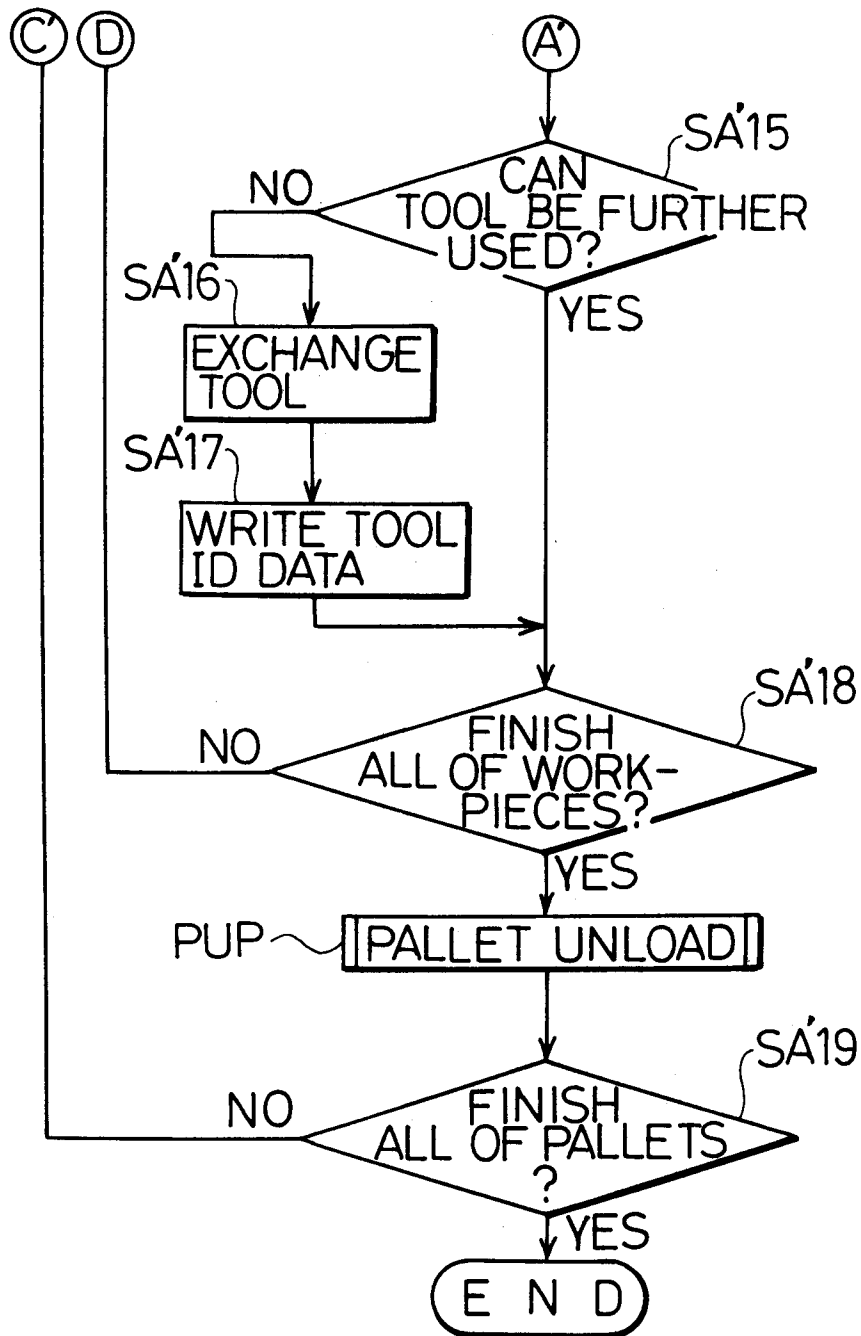 C'
D
A'
SA'15
CAN
TOOL BE FURTHER
USED?
NO
YES
SA'16
EXCHANGE
TOOL
SA'17
WRITE TOOL
ID DATA
SA'18
FINISH
ALL OF WORK-
PIECES?
NO
YES
PUP
PALLET UNLOAD
SA'19
FINISH
ALL OF PALLETS
?
NO
YES
E N D